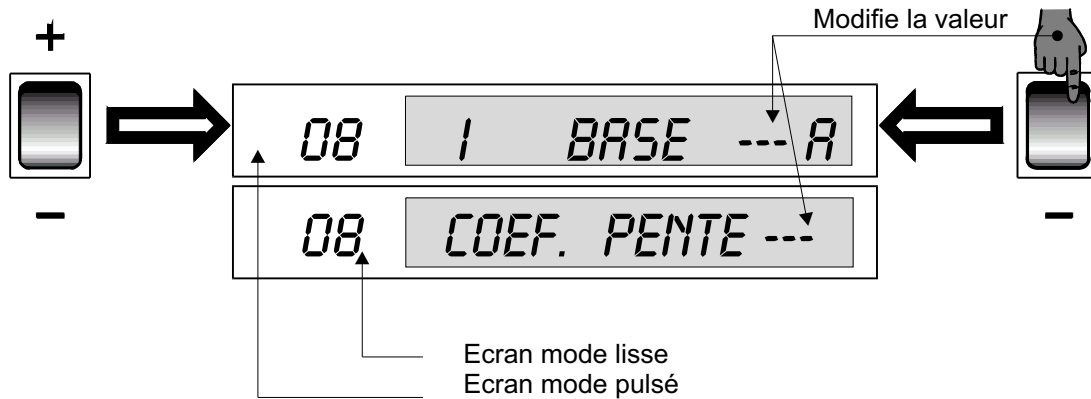 Modifie la valeur
+
08 I BASE --- A
–
–
08 COEF. PENTE ---
Ecran mode lisse
Ecran mode pulsé